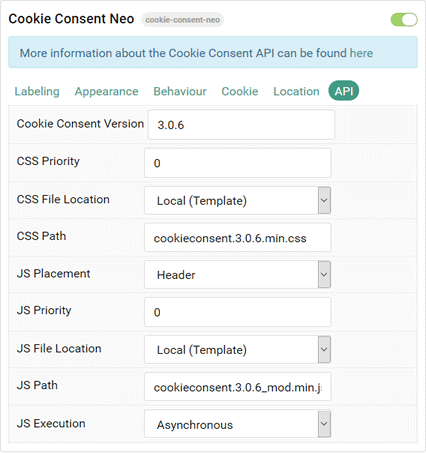 Cookie Consent Neo cookie-consent-neo
More information about the Cookie Consent API can be found here
Labeling Appearance Behaviour Cookie Location API
Cookie Consent Version 3.0.6
CSS Priority 0
CSS File Location Local (Template)
CSS Path cookieconsent.3.0.6.min.css
JS Placement Header
JS Priority 0
JS File Location Local (Template)
JS Path cookieconsent.3.0.6_mod.min.j
JS Execution Asynchronous